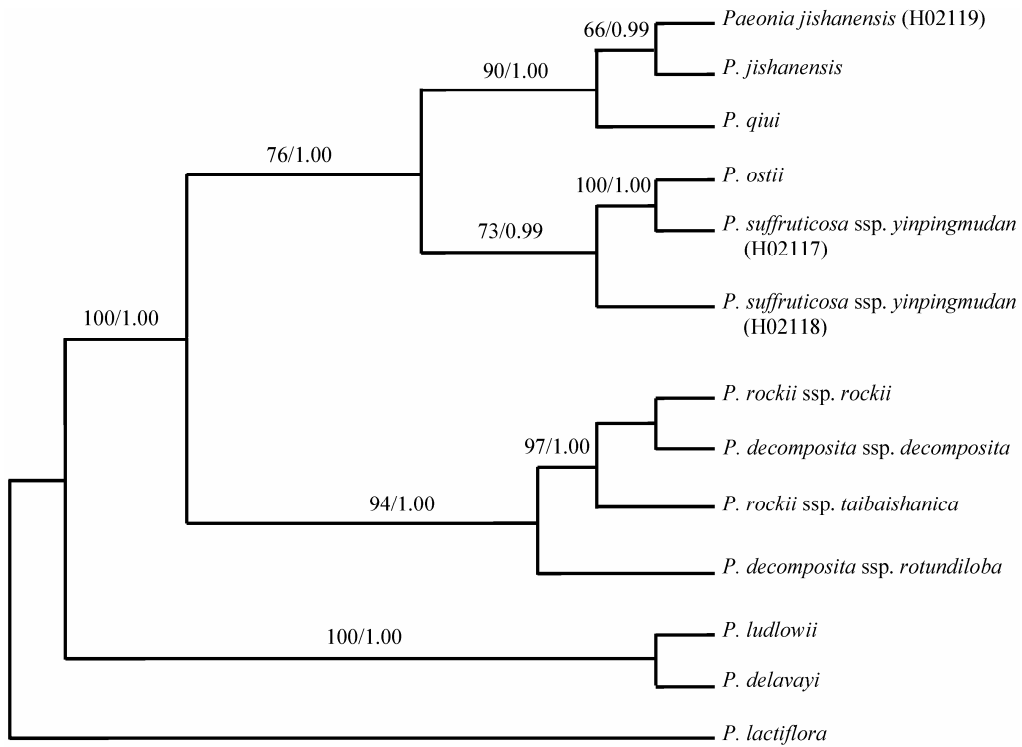 Paeonia jishanensis (H02119)
66/0.99
P. jishanensis
90/1.00
P. qiui
76/1.00
P. ostii
100/1.00
P. suffruticosa ssp. yinpingmudan
(H02117)
73/0.99
P. suffruticosa ssp. yinpingmudan
(H02118)
100/1.00
P. rockii ssp. rockii
97/1.00
P. decomposita ssp. decomposita
94/1.00
P. rockii ssp. taibaishanica
P. decomposita ssp. rotundiloba
100/1.00
P. ludlowii
P. delavayi
P. lactiflora